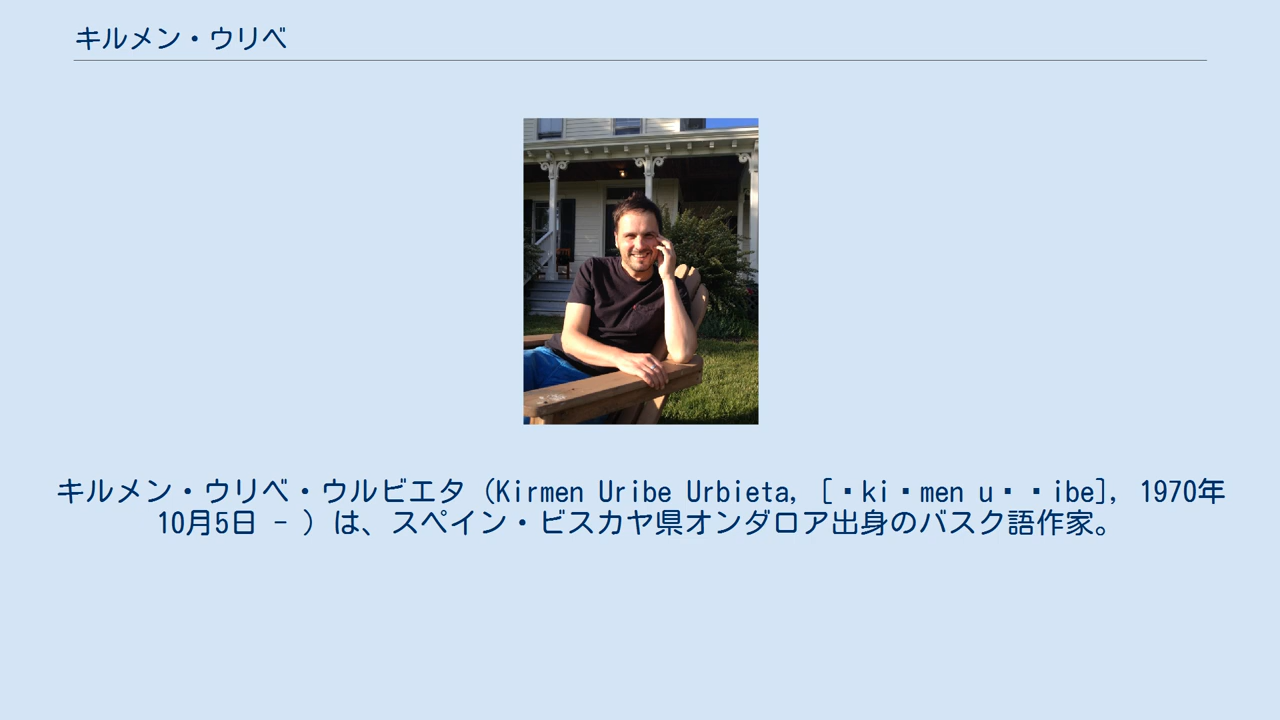 キルメン・ウリベ
キルメン・ウリベ・ウルビエタ（Kirmen Uribe Urbieta, [▪ki▪men u▪▪ibe], 1970年
10月5日 - ）は、スペイン・ビスカヤ県オンダロア出身のバスク語作家。